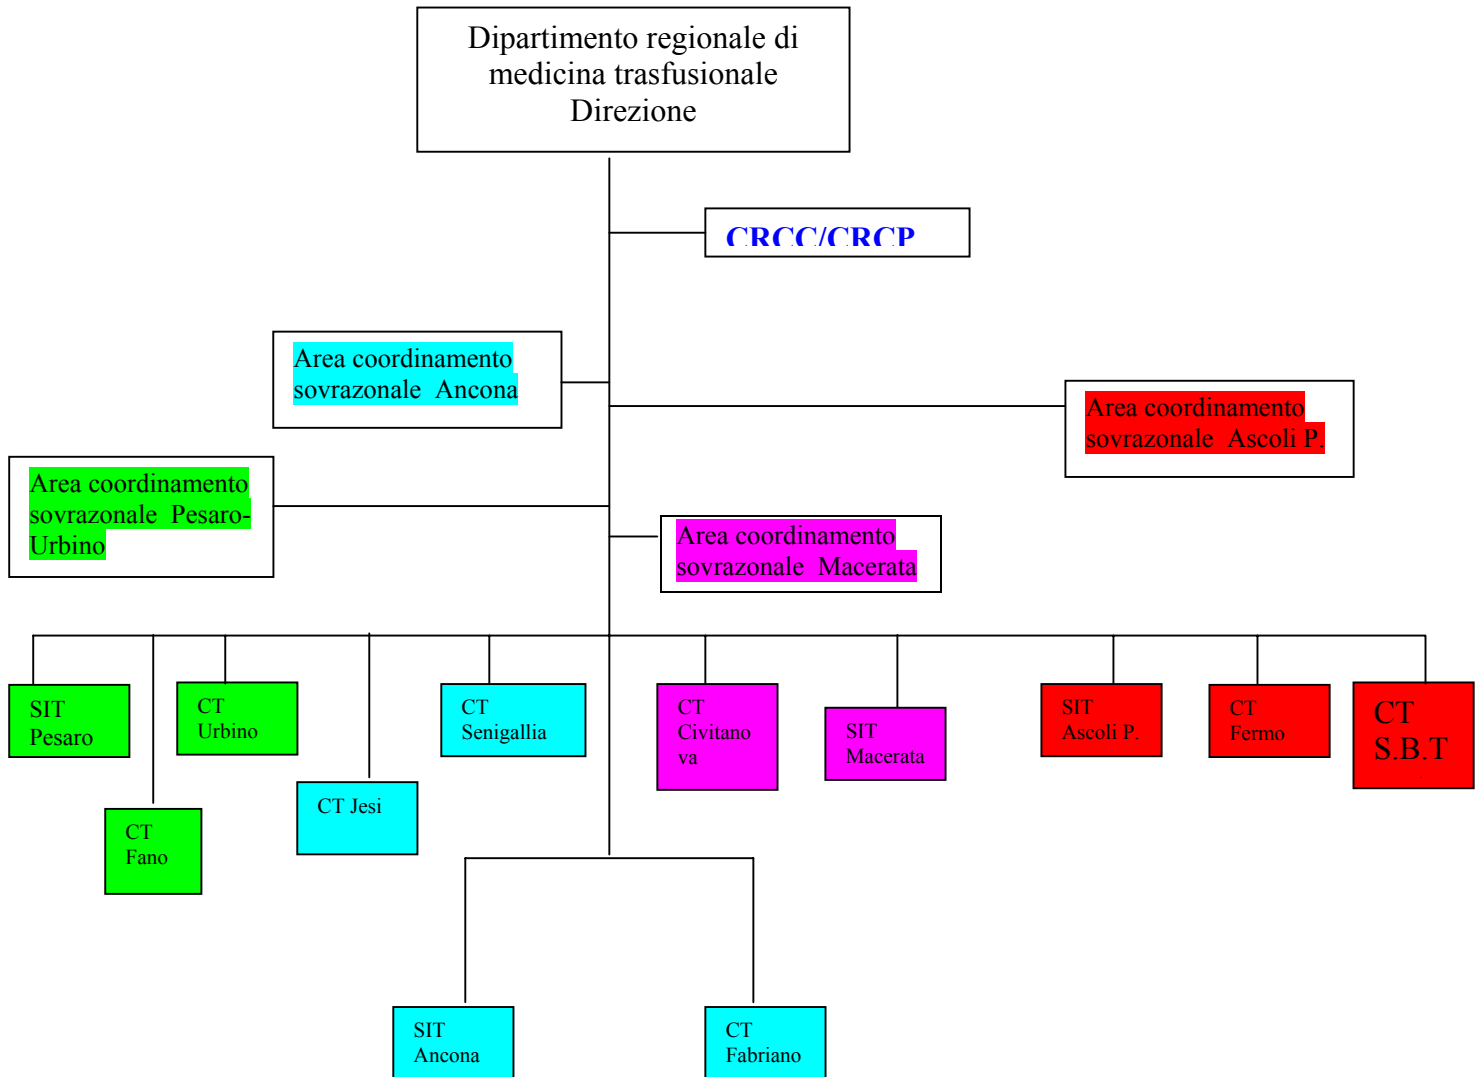 Dipartimento regionale di
medicina trasfusionale
Direzione
CRCC/CRCP
Area coordinamento
sovrazonale Ancona
Area coordinamento
sovrazonale Ascoli P.
Area coordinamento
sovrazonale Pesaro-
Urbino
Area coordinamento
sovrazonale Macerata
SIT
Pesaro
CT
Urbino
CT
Senigallia
CT
Civitano
va
SIT
Macerata
SIT
Ascoli P.
CT
Fermo
CT
S.B.T
CT Jesi
CT
Fano
SIT
Ancona
CT
Fabriano